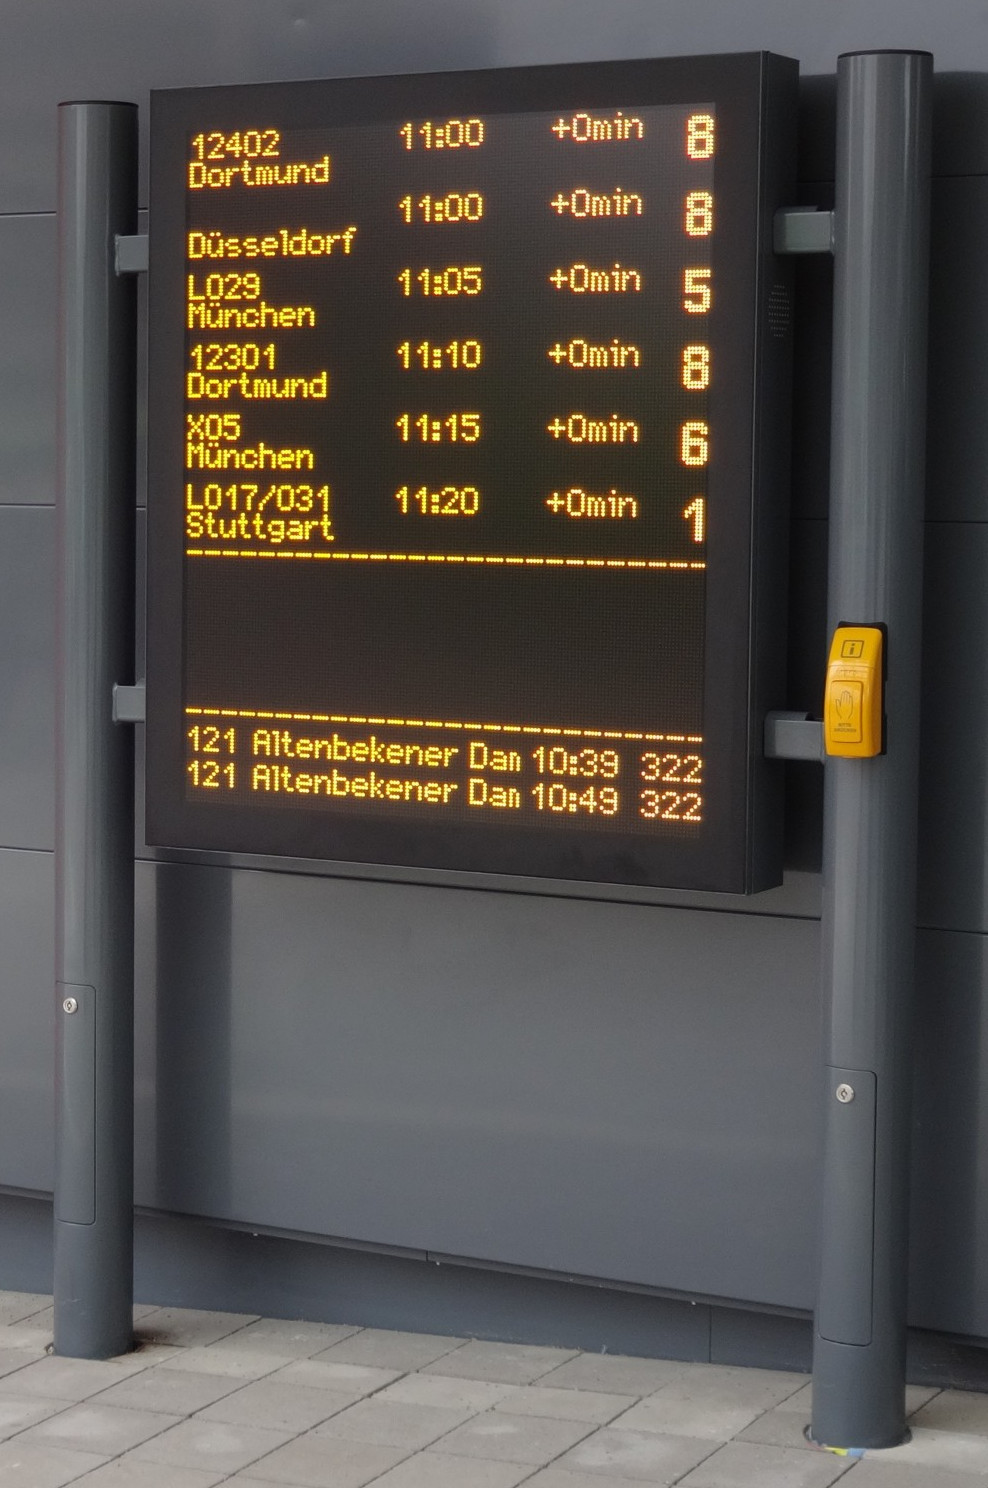 12402 11:00 +0min 8
Dortmund
11:00 +0min 8
Düsseldorf
L029 11:05 +0min 5
München
12301 11:10 +0min 8
Dortmund
X05 11:15 +0min 6
München
L017/031 11:20 +0min 1
Stuttgart
121 Altenbekener Dam 10:39 322
121 Altenbekener Dam 10:49 322
i